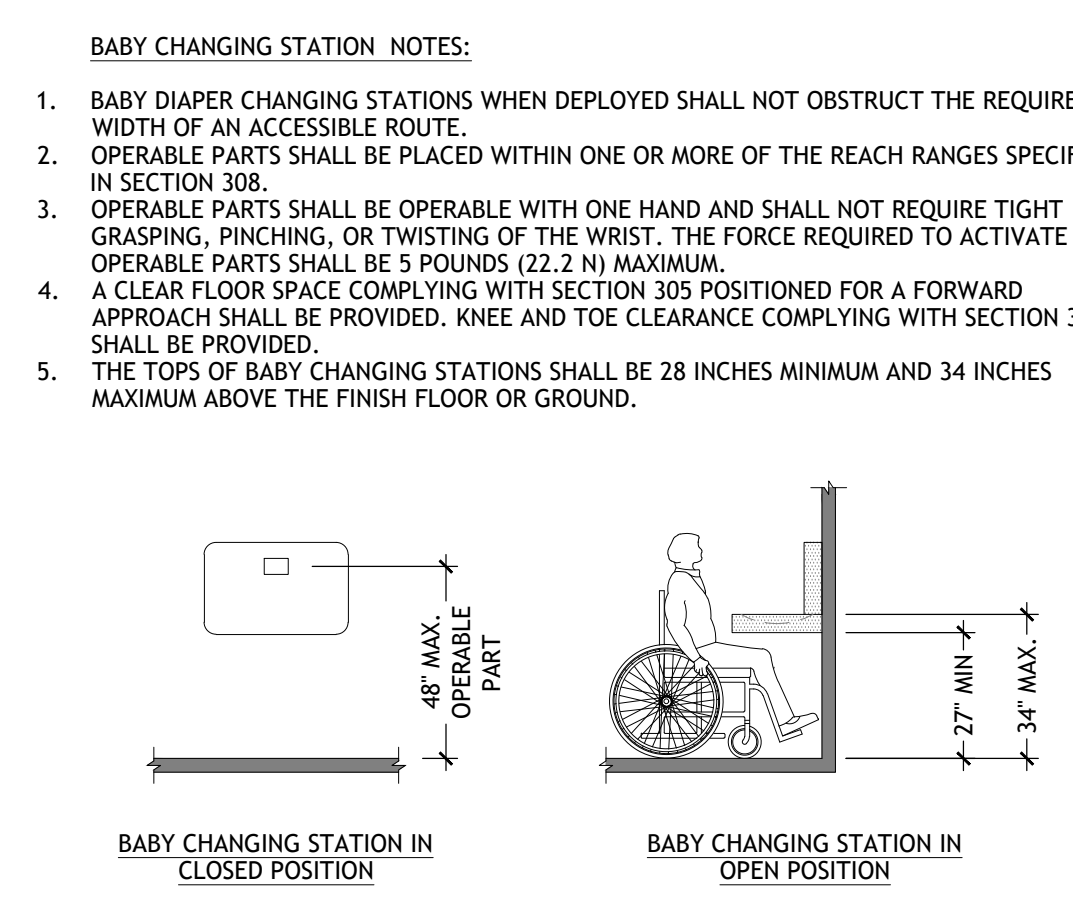 BABY CHANGING STATION  NOTES:
1. BABY DIAPER CHANGING STATIONS WHEN DEPLOYED SHALL NOT OBSTRUCT THE REQUIRE
WIDTH OF AN ACCESSIBLE ROUTE.
2. OPERABLE PARTS SHALL BE PLACED WITHIN ONE OR MORE OF THE REACH RANGES SPECIF
IN SECTION 308.
3. OPERABLE PARTS SHALL BE OPERABLE WITH ONE HAND AND SHALL NOT REQUIRE TIGHT
GRASPING, PINCHING, OR TWISTING OF THE WRIST. THE FORCE REQUIRED TO ACTIVATE
OPERABLE PARTS SHALL BE 5 POUNDS (22.2 N) MAXIMUM.
4. A CLEAR FLOOR SPACE COMPLYING WITH SECTION 305 POSITIONED FOR A FORWARD
APPROACH SHALL BE PROVIDED. KNEE AND TOE CLEARANCE COMPLYING WITH SECTION 3
SHALL BE PROVIDED.
5. THE TOPS OF BABY CHANGING STATIONS SHALL BE 28 INCHES MINIMUM AND 34 INCHES
MAXIMUM ABOVE THE FINISH FLOOR OR GROUND.
48" MAX.
OPERABLE
PART
27" MIN
34" MAX.
BABY CHANGING STATION IN
CLOSED POSITION
BABY CHANGING STATION IN
OPEN POSITION